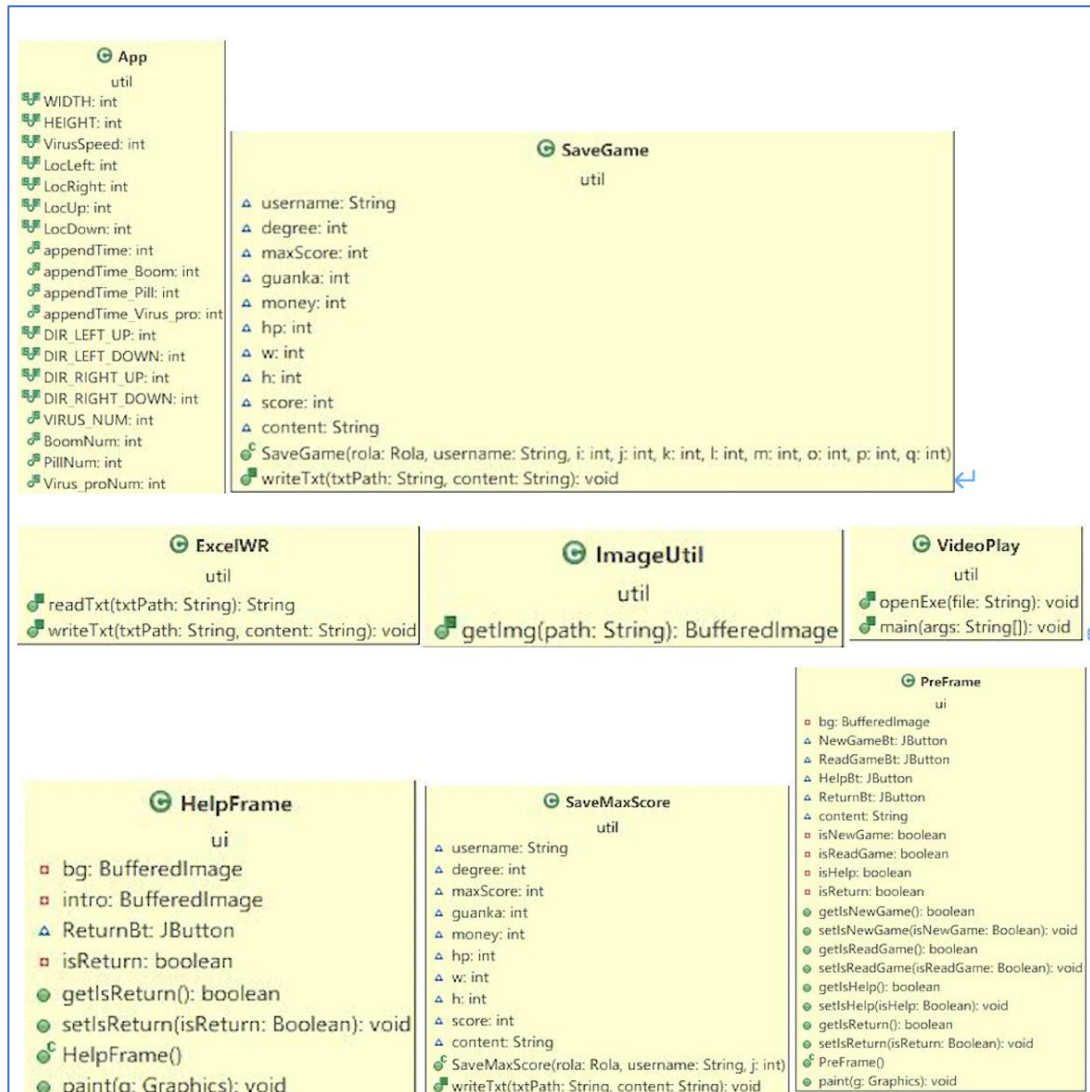 App
util
WIDTH: int
HEIGHT: int
VirusSpeed: int
LocLeft: int
LocRight: int
LocUp: int
LocDown: int
appendTime: int
appendTime_Boom: int
appendTime_Pill: int
appendTime_Virus_pro: int
DIR_LEFT_UP: int
DIR_LEFT_DOWN: int
DIR_RIGHT_UP: int
DIR_RIGHT_DOWN: int
VIRUS_NUM: int
BoomNum: int
PillNum: int
Virus_proNum: int
SaveGame
util
username: String
degree: int
maxScore: int
guanka: int
money: int
hp: int
w: int
h: int
score: int
content: String
SaveGame(rola: Rola, username: String, i: int, j: int, k: int, l: int, m: int, o: int, p: int, q: int)
writeTxt(txtPath: String, content: String): void
ExcelWR
util
readTxt(txtPath: String): String
writeTxt(txtPath: String, content: String): void
ImageUtil
util
getImg(path: String): BufferedImage
VideoPlay
util
openExe(file: String): void
main(args: String[]): void
HelpFrame
ui
bg: BufferedImage
intro: BufferedImage
ReturnBt: JButton
isReturn: boolean
getIsReturn(): boolean
setIsReturn(isReturn: Boolean): void
HelpFrame()
paint(g: Graphics): void
SaveMaxScore
util
username: String
degree: int
maxScore: int
guanka: int
money: int
hp: int
w: int
h: int
score: int
content: String
SaveMaxScore(rola: Rola, username: String, j: int)
writeTxt(txtPath: String, content: String): void
PreFrame
ui
bg: BufferedImage
NewGameBt: JButton
ReadGameBt: JButton
HelpBt: JButton
ReturnBt: JButton
content: String
isNewGame: boolean
isReadGame: boolean
isHelp: boolean
isReturn: boolean
getIsNewGame(): boolean
setIsNewGame(isNewGame: Boolean): void
getIsReadGame(): boolean
setIsReadGame(isReadGame: Boolean): void
getIsHelp(): boolean
setIsHelp(isHelp: Boolean): void
getIsReturn(): boolean
setIsReturn(isReturn: Boolean): void
PreFrame()
paint(g: Graphics): void